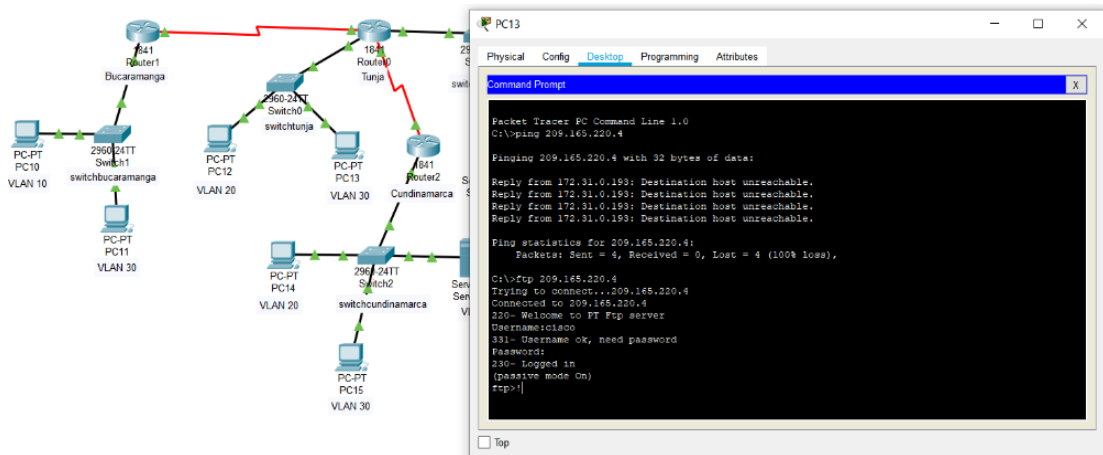 1841
Router1
Bucaramanga
1841
Router0
Tunja
2960-24TT
Switch0
switchtunja
PC-PT
PC10
VLAN 10
2960-24TT
Switch1
switchbucaramanga
PC-PT
PC11
VLAN 30
PC-PT
PC12
VLAN 20
PC-PT
PC13
VLAN 30
1841
Router2
Cundinamarca
PC-PT
PC14
VLAN 20
2960-24TT
Switch2
switchcundinamarca
PC-PT
PC15
VLAN 30
PC13
Physical Config Desktop Programming Attributes
Command Prompt
X
Packet Tracer PC Command Line 1.0
C:\>ping 209.165.220.4
Pinging 209.165.220.4 with 32 bytes of data:
Reply from 172.31.0.193: Destination host unreachable.
Reply from 172.31.0.193: Destination host unreachable.
Reply from 172.31.0.193: Destination host unreachable.
Reply from 172.31.0.193: Destination host unreachable.
Ping statistics for 209.165.220.4:
Packets: Sent = 4, Received = 0, Lost = 4 (100% loss),
C:\>ftp 209.165.220.4
Trying to connect...209.165.220.4
Connected to 209.165.220.4
220- Welcome to PT Ftp server
Username:cisco
331- Username ok, need password
Password:
230- Logged in
(passive mode On)
ftp>!
Top